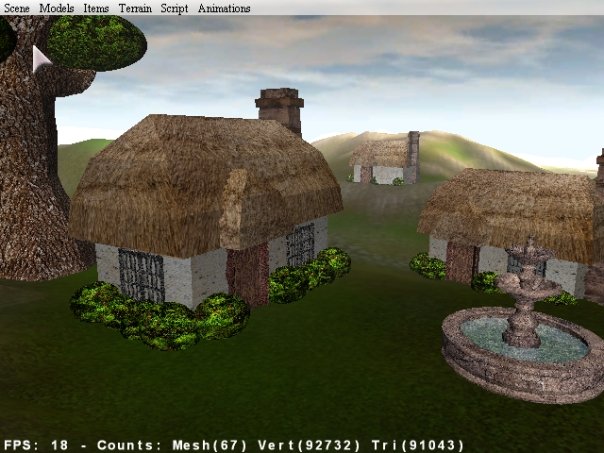 Scene Models Items Terrain Script Animations
FPS: 18 - Counts: Mesh(67) Vert(92732) Tri(91043)